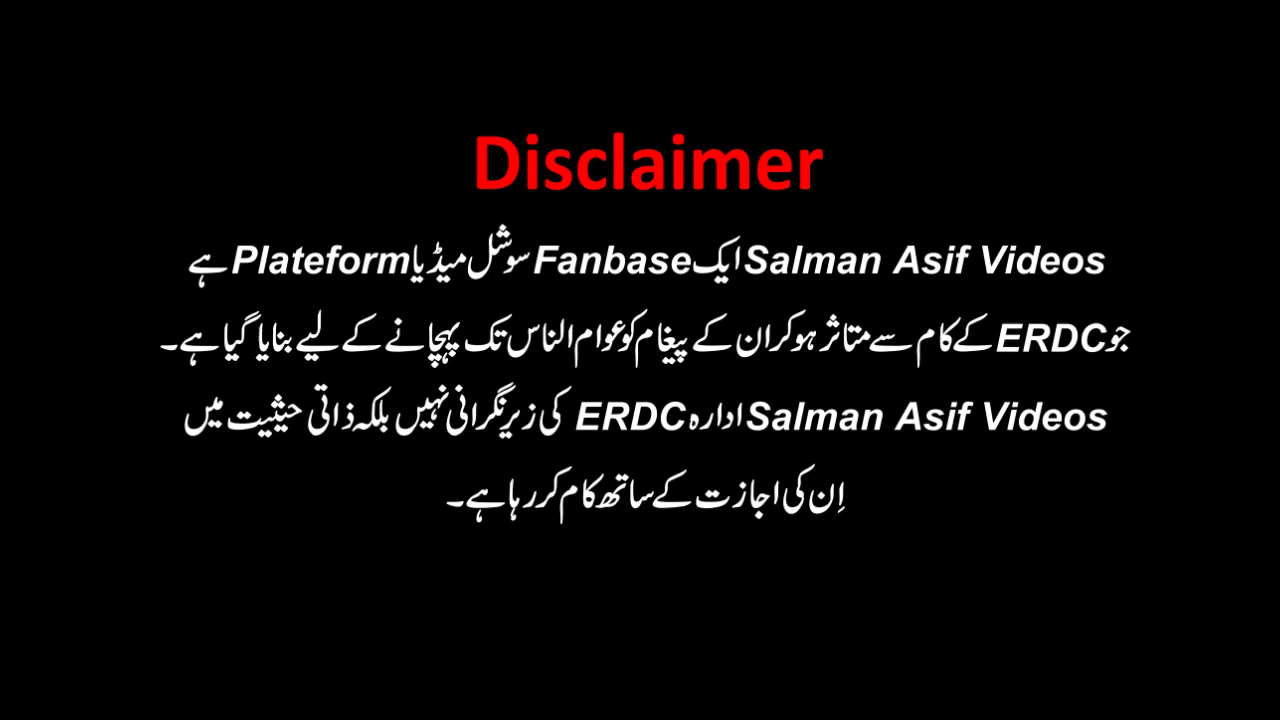 Disclaimer
Salman Asif Videos ایک Fanbase سوشل میڈیا Plateform ہے
جو ERDC کے کام سے متاثر ہو کر ان کے پیغام کو عوام الناس تک پہچانے کے لیے بنایا گیا ہے۔
Salman Asif Videos ادارہ ERDC کی زیرِ نگرانی نہیں بلکہ ذاتی حیثیت میں
اِن کی اجازت کے ساتھ کام کر رہا ہے۔